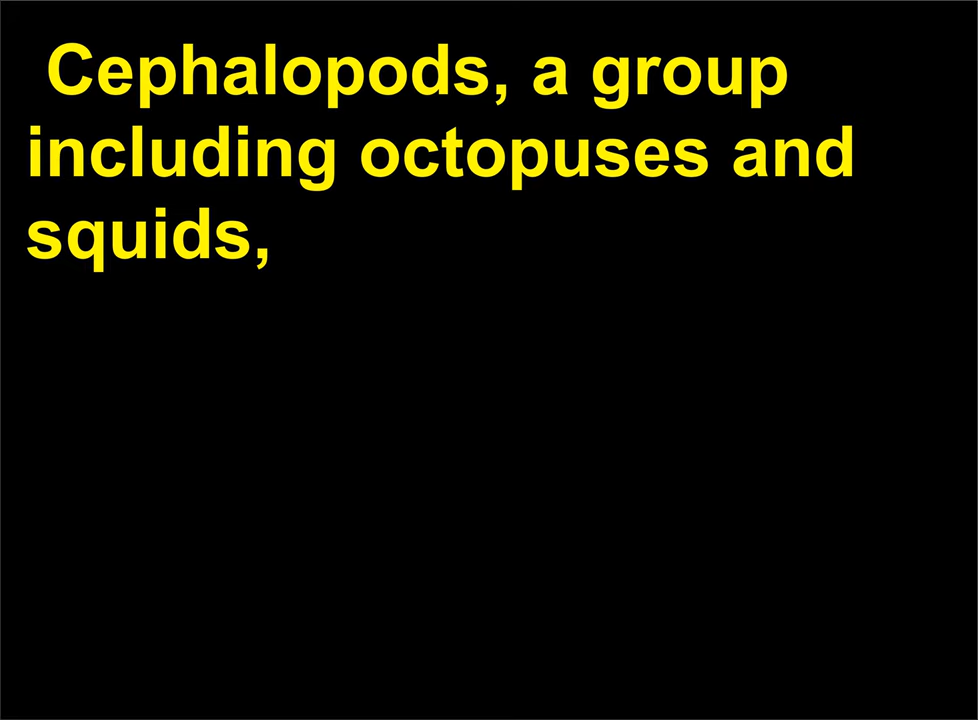 Cephalopods, a group
including octopuses and
squids,